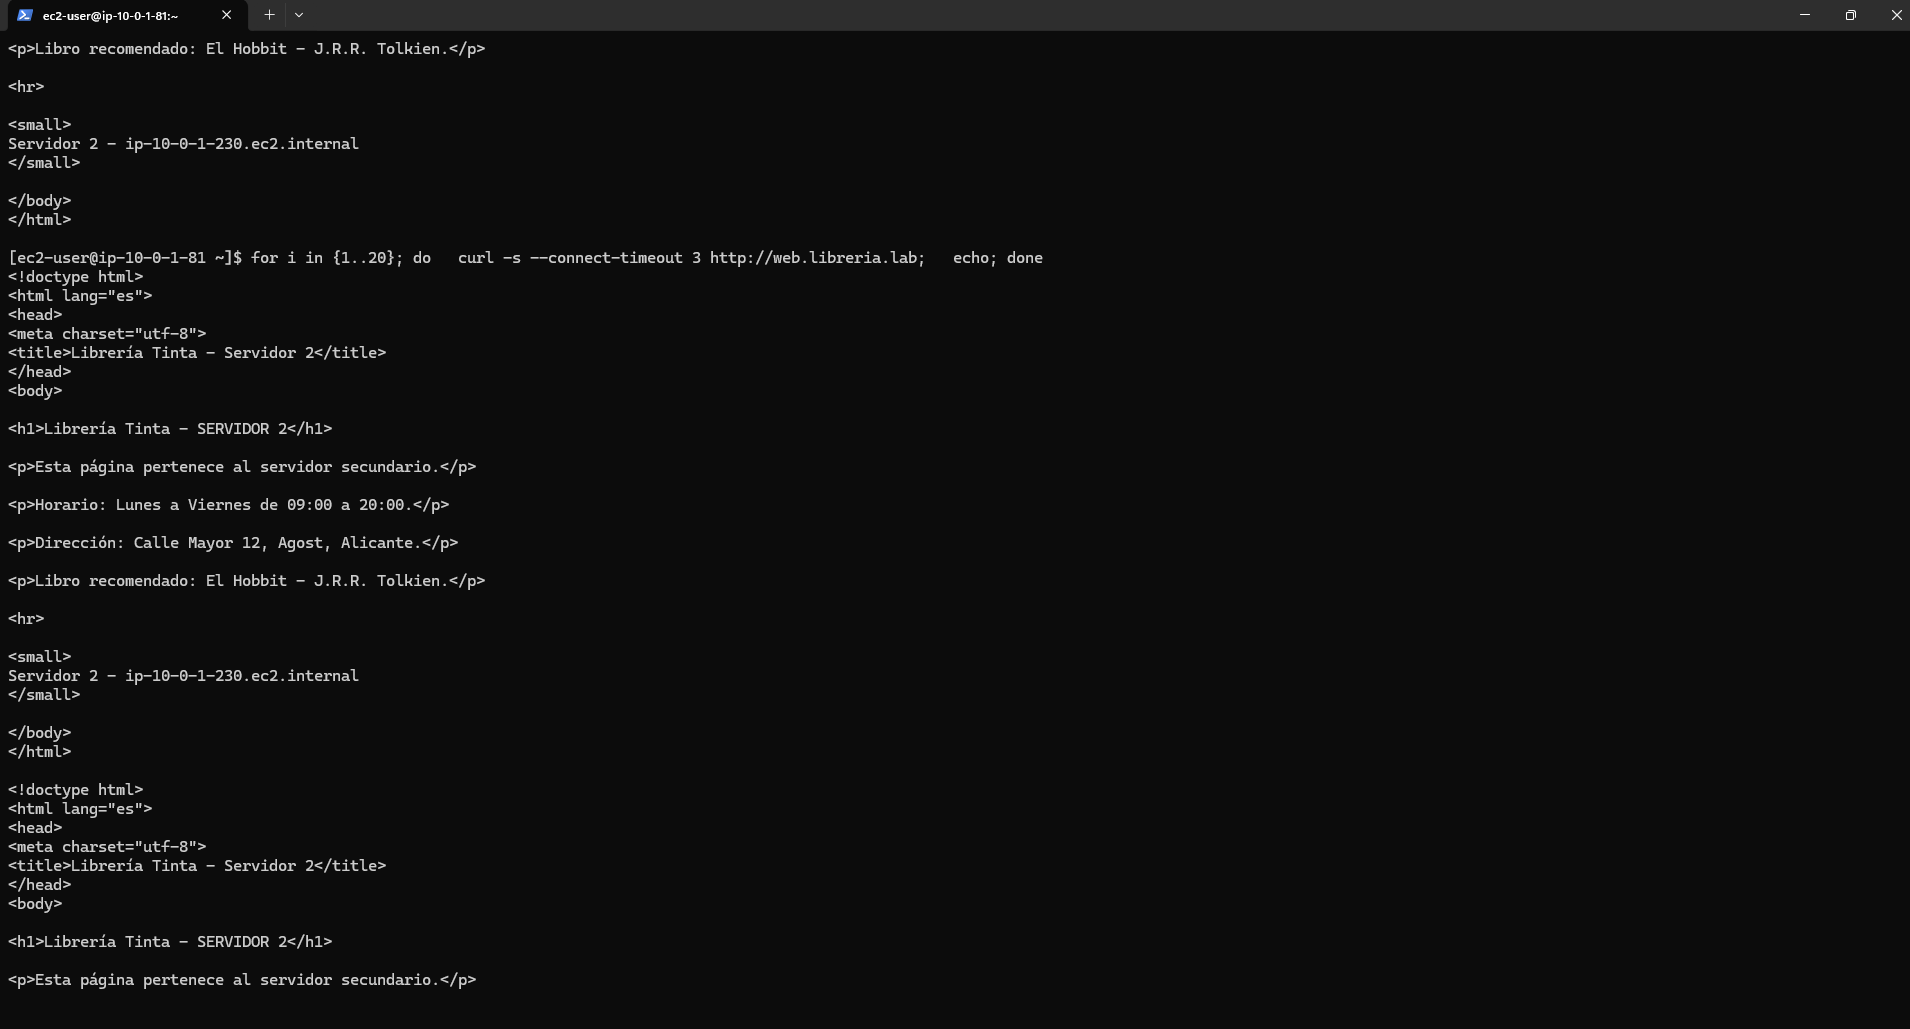 ec2-user@ip-10-0-1-81:~
<p>Libro recomendado: El Hobbit - J.R.R. Tolkien.</p>
<hr>
<small>
Servidor 2 - ip-10-0-1-230.ec2.internal
</small>
</body>
</html>
[ec2-user@ip-10-0-1-81 ~]$ for i in {1..20}; do   curl -s --connect-timeout 3 http://web.libreria.lab;   echo; done
<!doctype html>
<html lang="es">
<head>
<meta charset="utf-8">
<title>Librería Tinta - Servidor 2</title>
</head>
<body>
<h1>Librería Tinta - SERVIDOR 2</h1>
<p>Esta página pertenece al servidor secundario.</p>
<p>Horario: Lunes a Viernes de 09:00 a 20:00.</p>
<p>Dirección: Calle Mayor 12, Agost, Alicante.</p>
<p>Libro recomendado: El Hobbit - J.R.R. Tolkien.</p>
<hr>
<small>
Servidor 2 - ip-10-0-1-230.ec2.internal
</small>
</body>
</html>
<!doctype html>
<html lang="es">
<head>
<meta charset="utf-8">
<title>Librería Tinta - Servidor 2</title>
</head>
<body>
<h1>Librería Tinta - SERVIDOR 2</h1>
<p>Esta página pertenece al servidor secundario.</p>